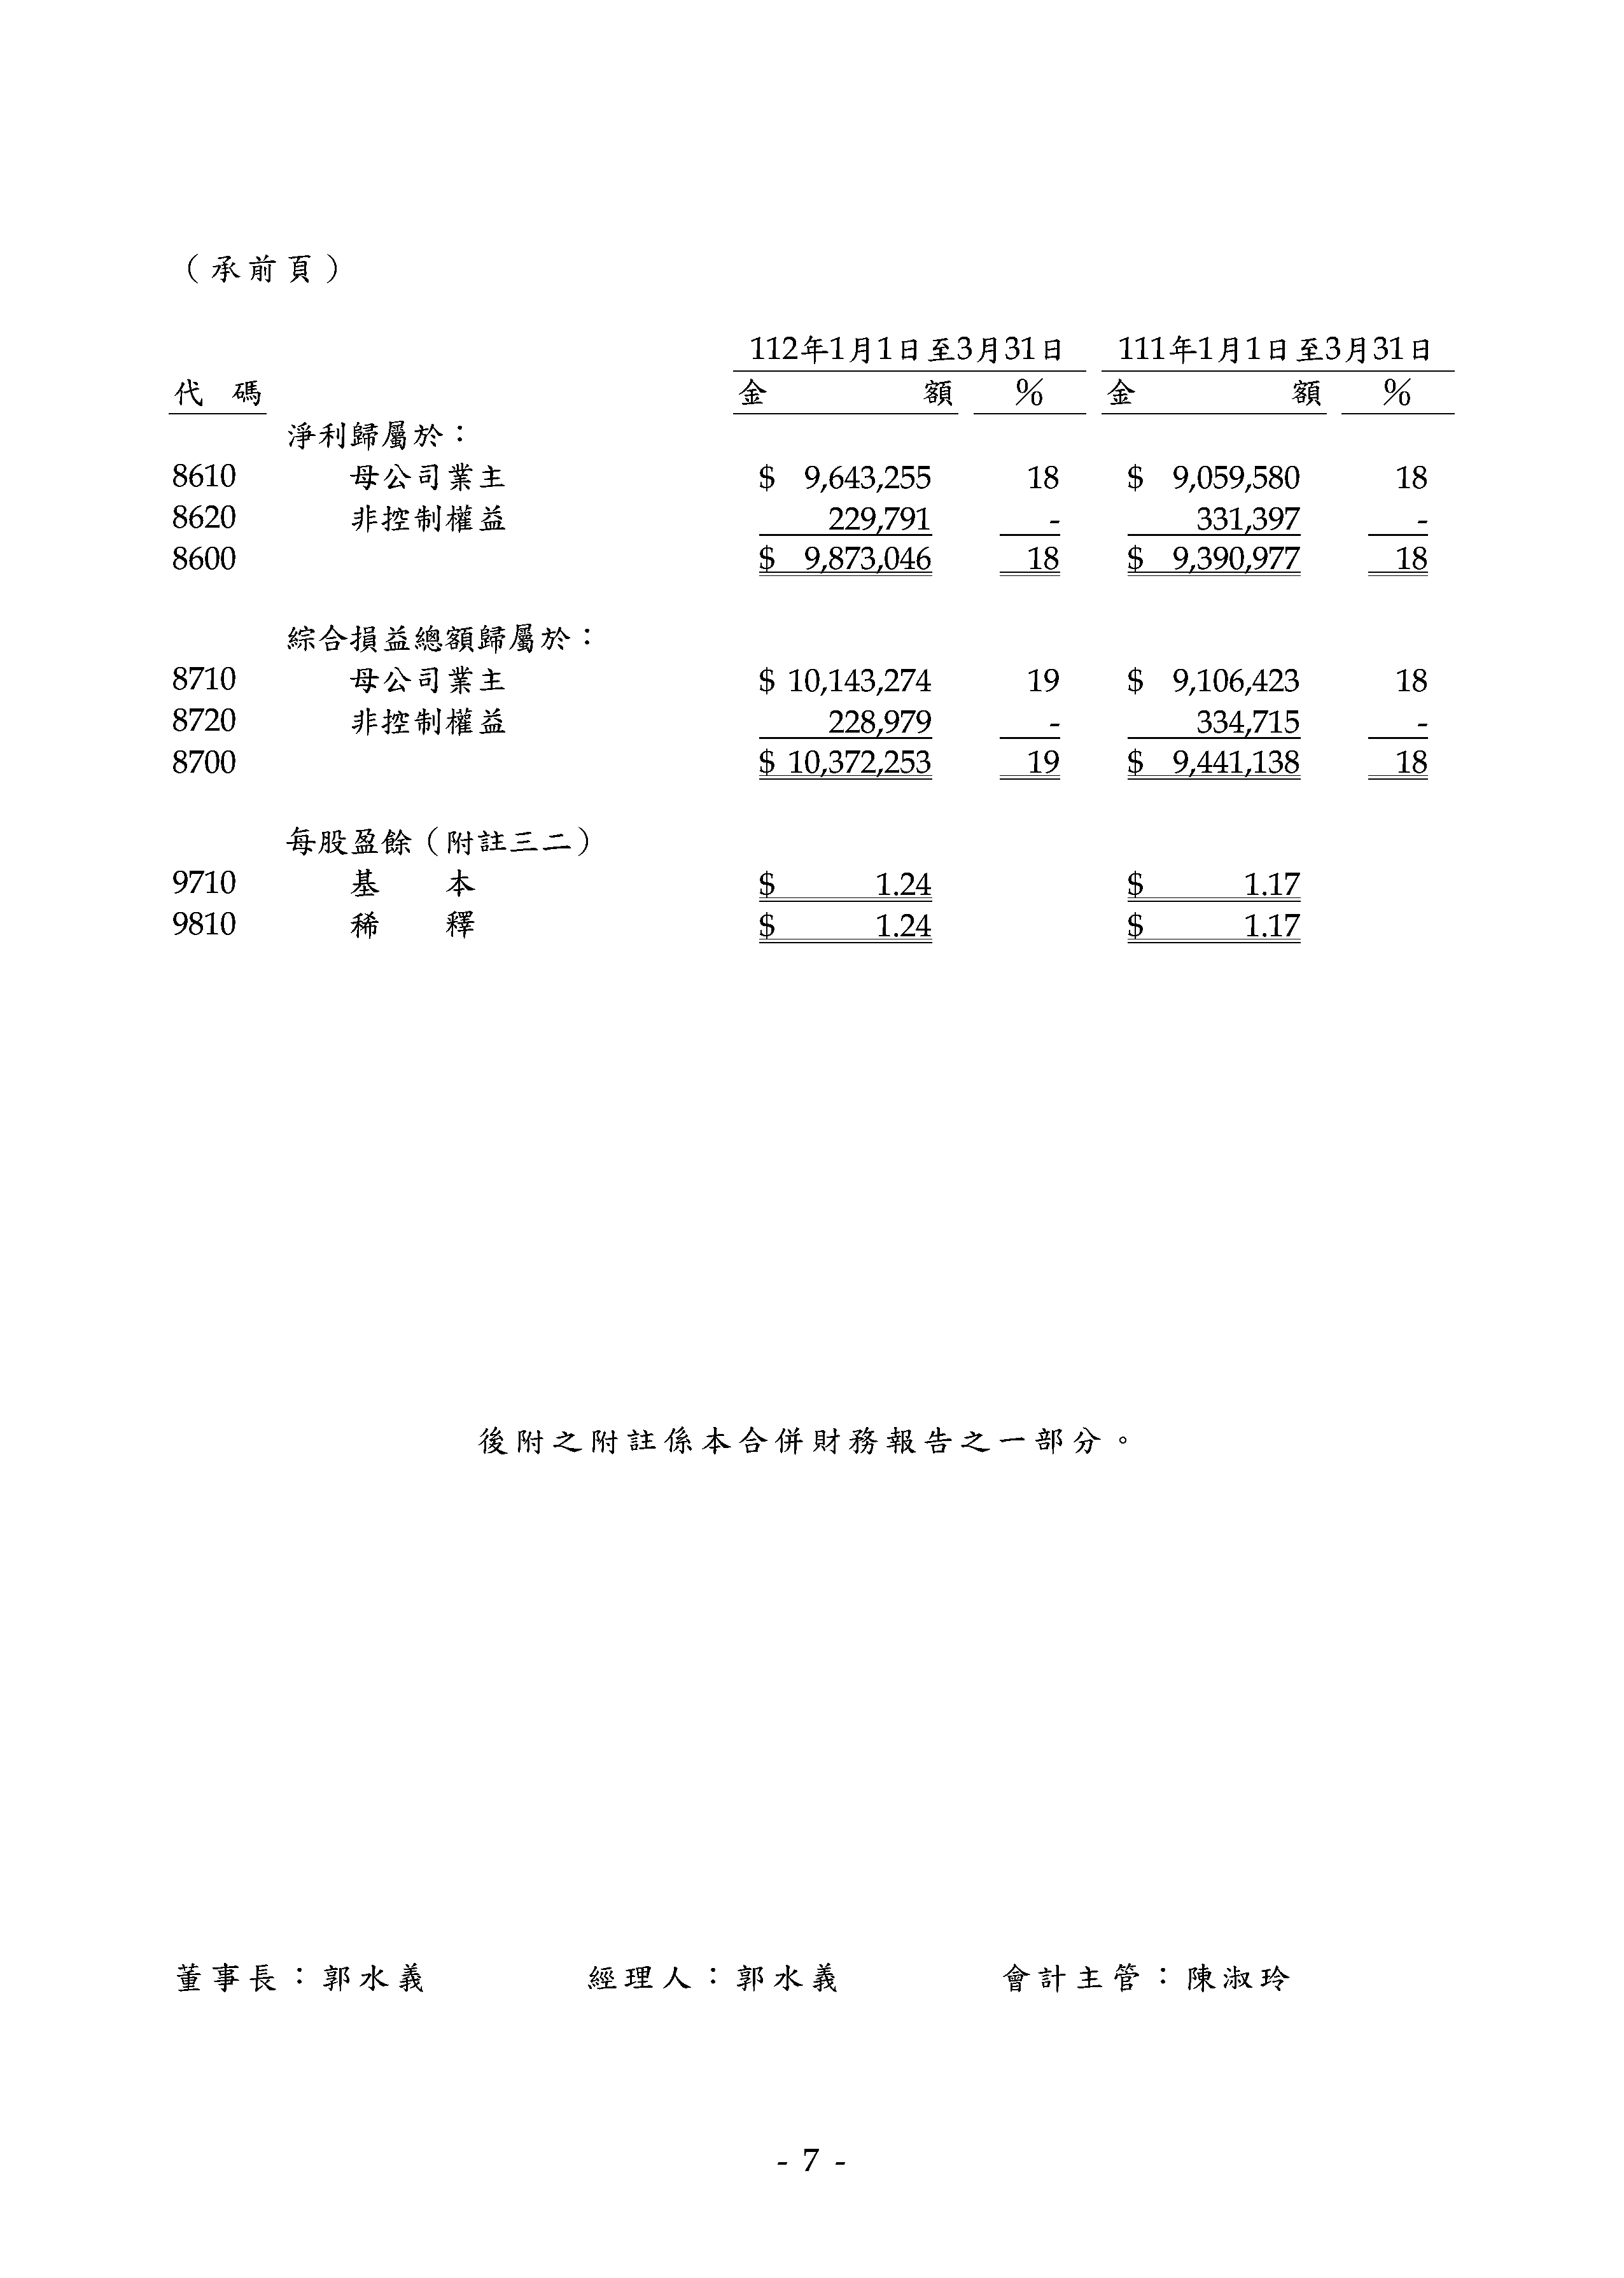 （承前頁）
112年1月1日至3月31日 111年1月1日至3月31日
代 碼 金 額 ％ 金 額 ％
淨利歸屬於：
8610 母公司業主 $ 9,643,255 18 $ 9,059,580 18
8620 非控制權益 229,791 - 331,397 -
8600 $ 9,873,046 18 $ 9,390,977 18
綜合損益總額歸屬於：
8710 母公司業主 $ 10,143,274 19 $ 9,106,423 18
8720 非控制權益 228,979 - 334,715 -
8700 $ 10,372,253 19 $ 9,441,138 18
每股盈餘（附註三二）
9710 基 本 $ 1.24 $ 1.17
9810 稀 釋 $ 1.24 $ 1.17
後附之附註係本合併財務報告之一部分。
董事長：郭水義 經理人：郭水義 會計主管：陳淑玲
- 7 -